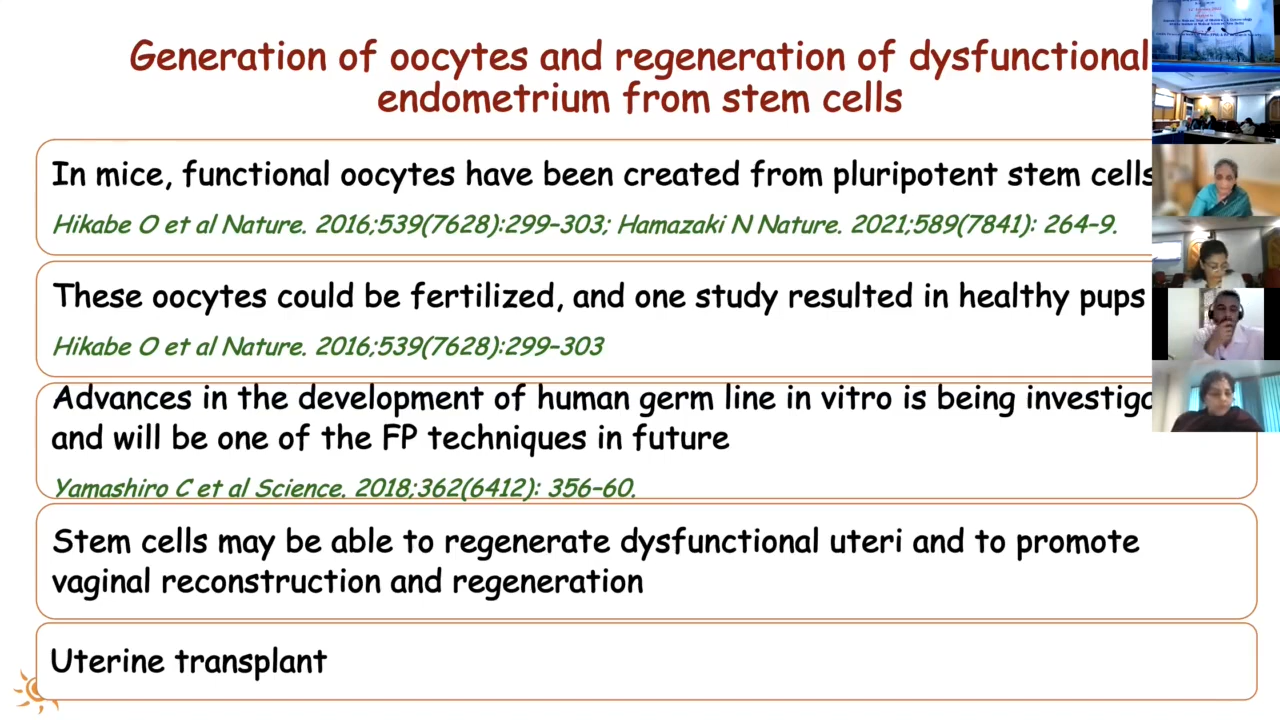 Generation of oocytes and regeneration of dysfunctional
endometrium from stem cells
In mice, functional oocytes have been created from pluripotent stem cells
Hikabe O et al Nature. 2016;539(7628):299–303; Hamazaki N Nature. 2021;589(7841): 264–9.
These oocytes could be fertilized, and one study resulted in healthy pups
Hikabe O et al Nature. 2016;539(7628):299–303
Advances in the development of human germ line in vitro is being
and will be one of the FP techniques in future
Yamashiro C et al Science. 2018;362(6412): 356–60.
Stem cells may be able to regenerate dysfunctional uteri and to promote
vaginal reconstruction and regeneration
Uterine transplant